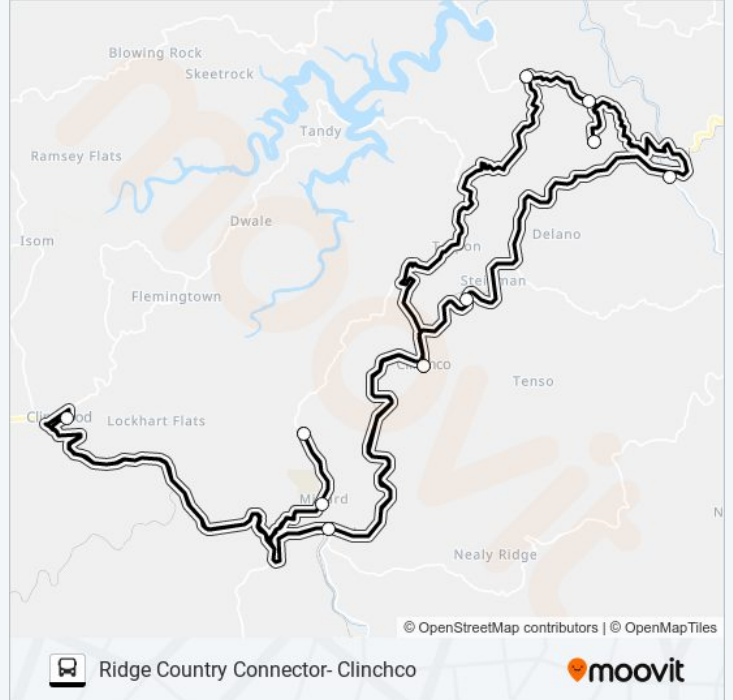 Blowing Rock
Skeetrock
Tandy
Ramsey Flats
Dwale
Isom
Delano
Flemingtown
Tenso
Lockhart Flats
Nealy Ridge
© OpenStreetMap contributors | © OpenMapTiles
Ridge Country Connector- Clinchco
moovit